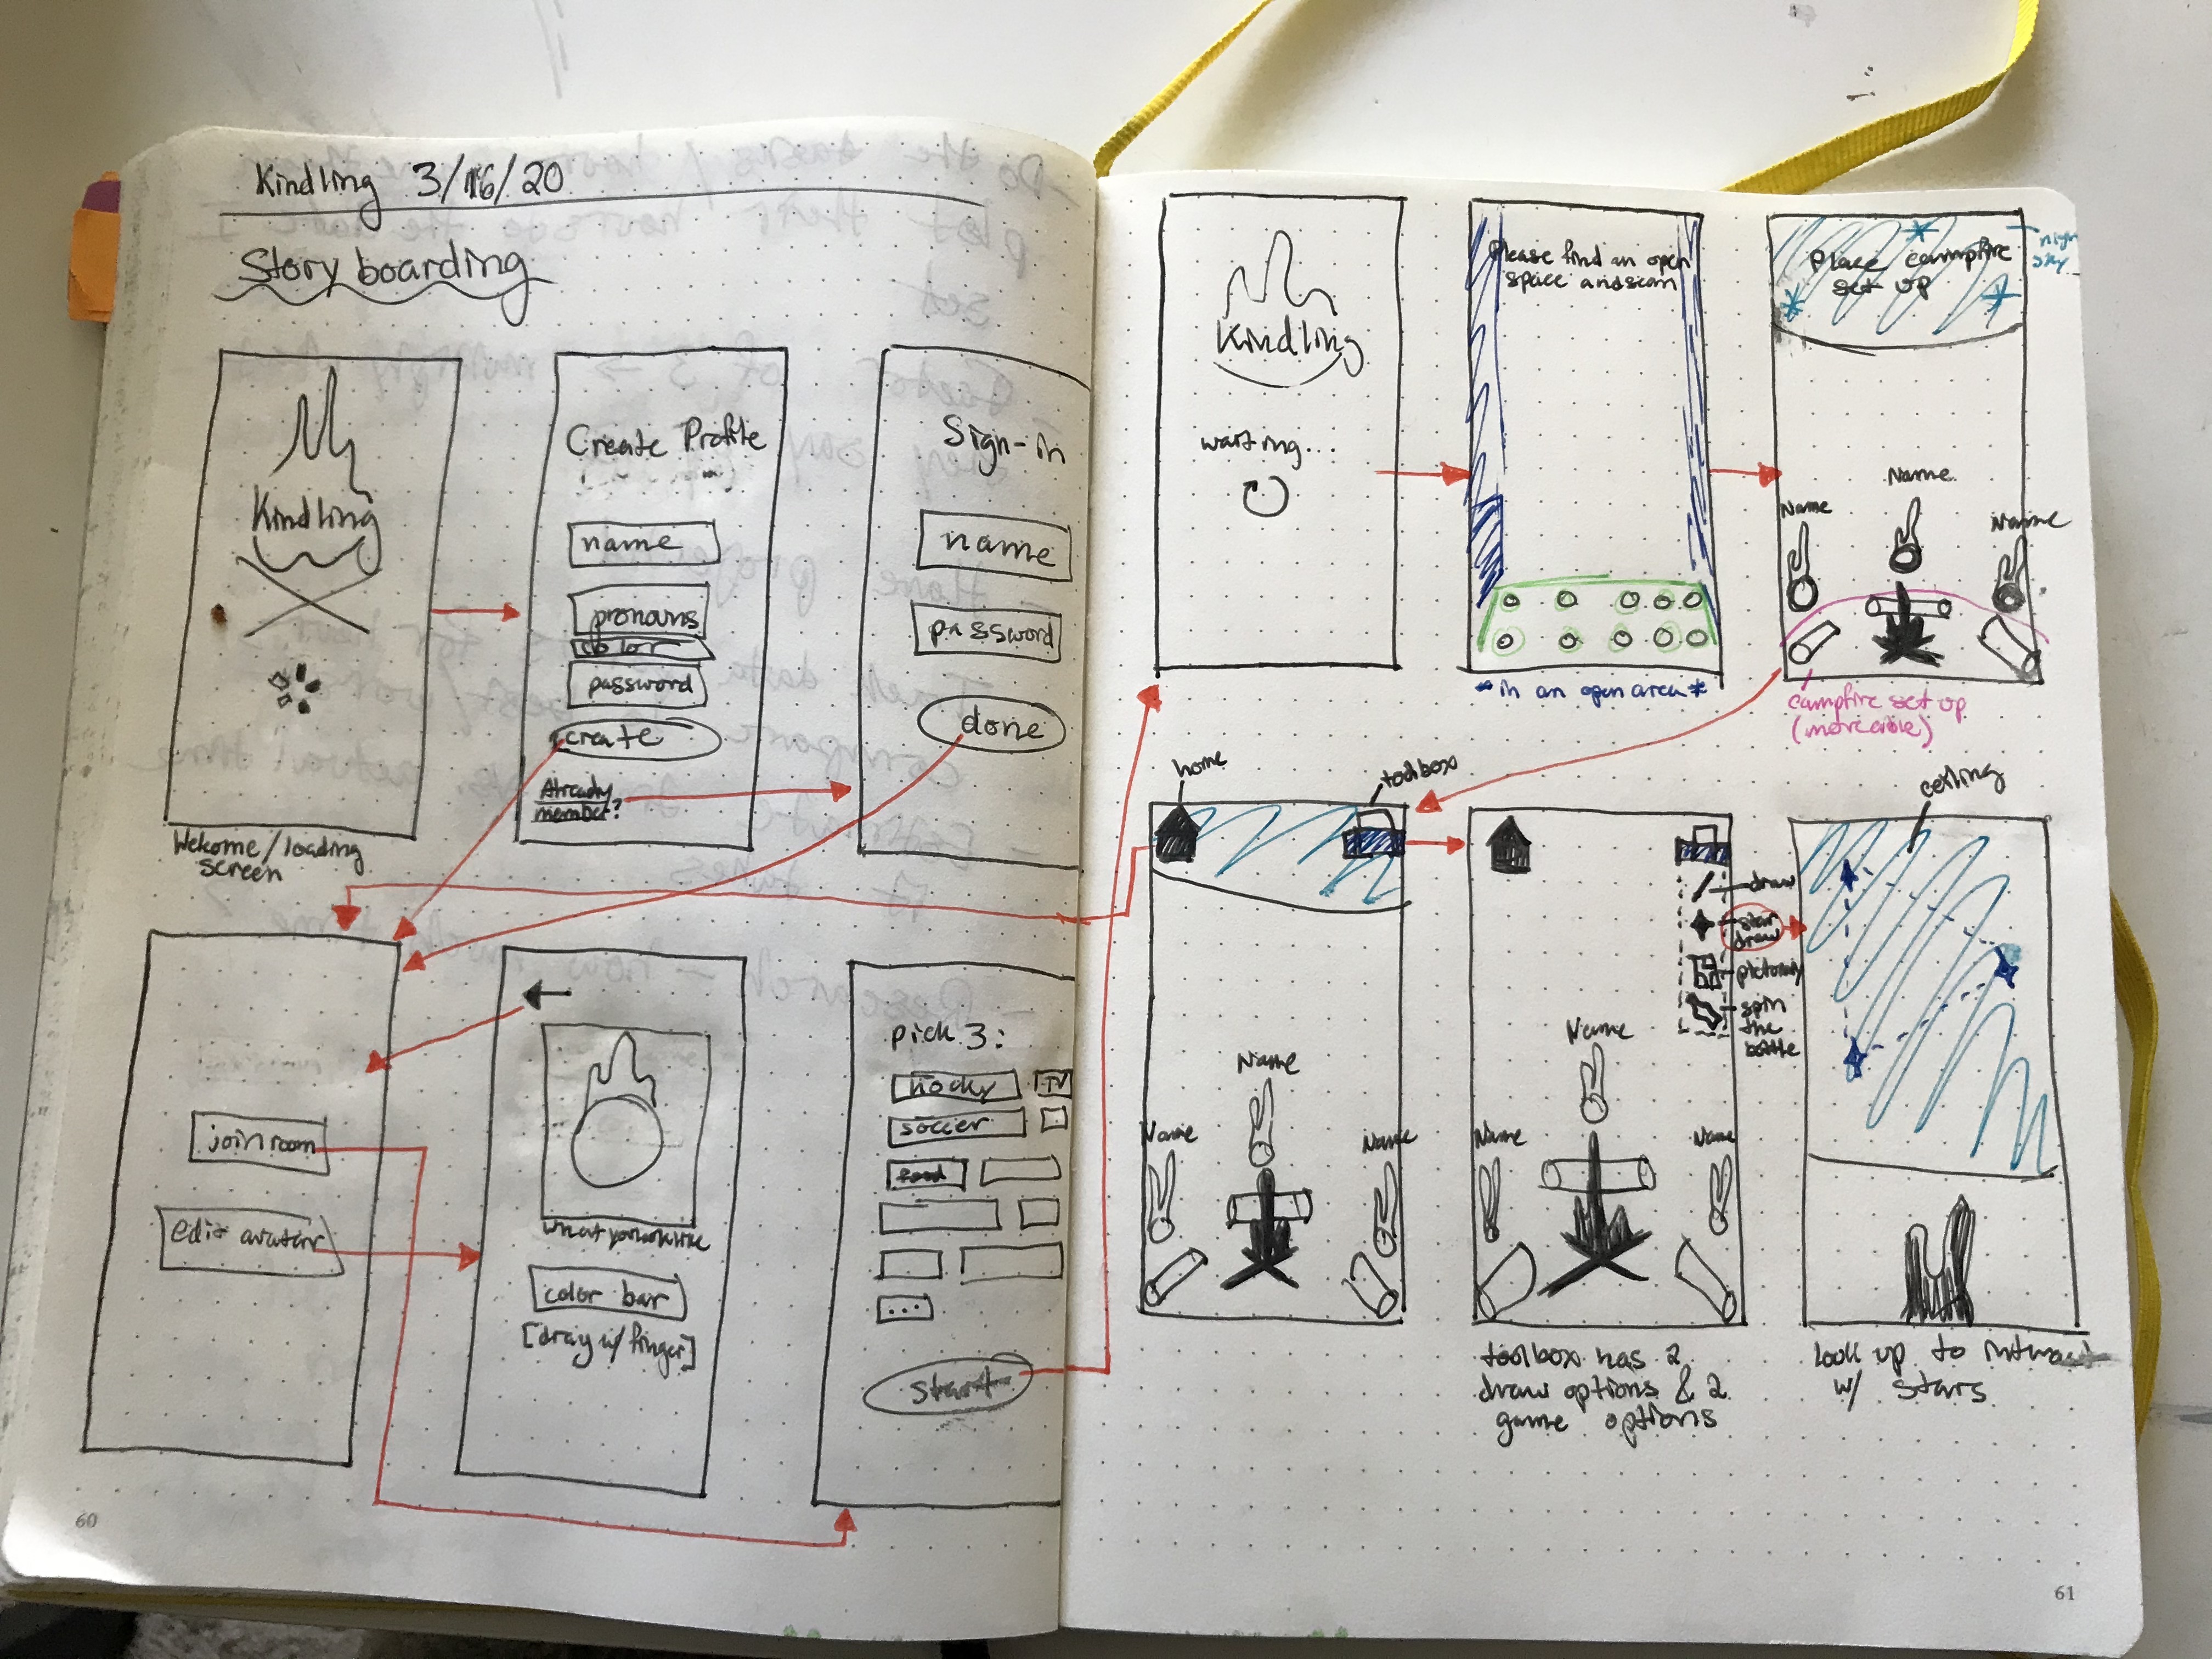 Kindling 3/16/20
Story boarding
Kindling
Welcome/loading
screen
Create Profile
name
pronouns
color
password
create
Already
member?
Sign-in
name
password
done
join room
edit avatar
what you look like
color bar
[drag w/ finger]
pick 3:
hocky
TV
soccer
food
...
start
60
Kindling
waiting...
Please find an open
space and scan
*in an open area*
Place campfire
set up
night
sky
Name
Name
Name
campfire set up
(moveable)
home
toolbox
Name
Name
Name
draw
star
draw
pictionary
spin
the
bottle
Name
Name
Name
toolbox has 2
draw options & 2
game options
ceiling
look up to interact
w/ stars
61